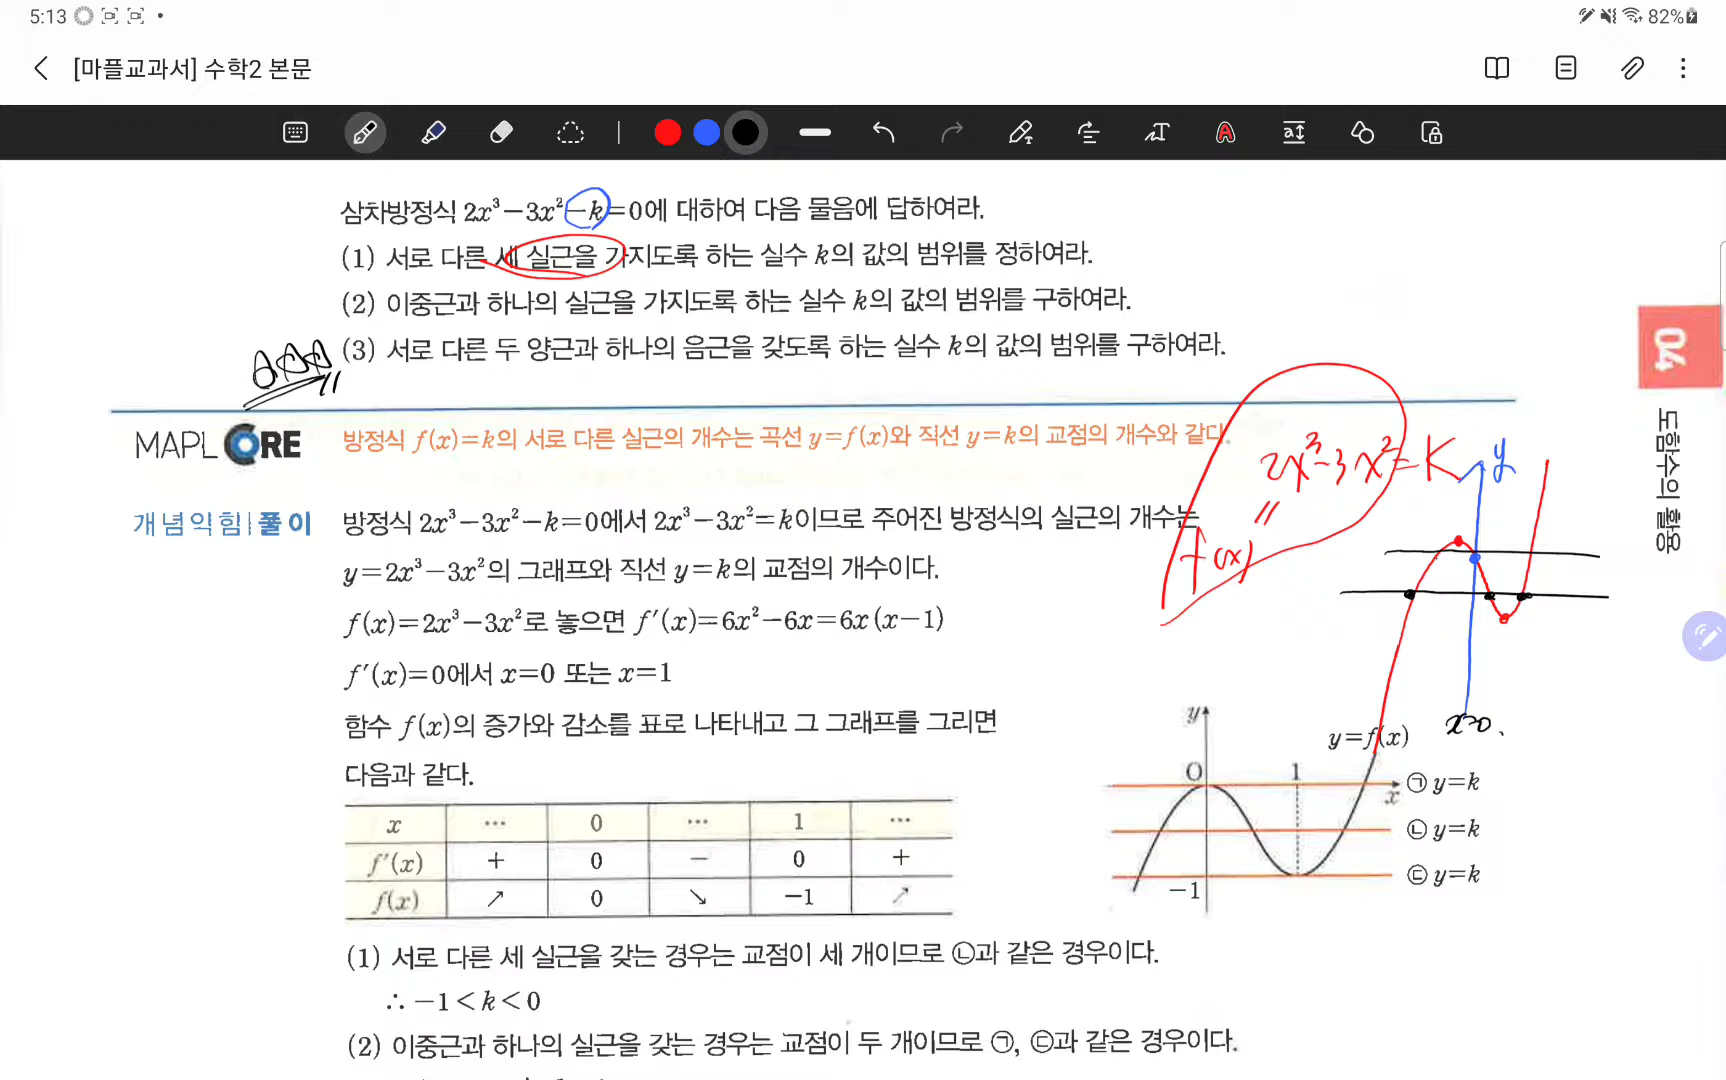 5:13
82%
[마플교과서] 수학2 본문
삼차방정식 2x³-3x²-k=0에 대하여 다음 물음에 답하여라.
(1) 서로 다른 세 실근을 가지도록 하는 실수 k의 값의 범위를 정하여라.
(2) 이중근과 하나의 실근을 가지도록 하는 실수 k의 값의 범위를 구하여라.
(3) 서로 다른 두 양근과 하나의 음근을 갖도록 하는 실수 k의 값의 범위를 구하여라.
04
도함수의 활용
MAPL CORE
방정식 f(x)=k의 서로 다른 실근의 개수는 곡선 y=f(x)와 직선 y=k의 교점의 개수와 같다.
2x³-3x²=K
y
"
f(x)
개념익힘|풀이
방정식 2x³-3x²-k=0에서 2x³-3x²=k이므로 주어진 방정식의 실근의 개수는
y=2x³-3x²의 그래프와 직선 y=k의 교점의 개수이다.
f(x)=2x³-3x²로 놓으면 f′(x)=6x²-6x=6x(x-1)
f′(x)=0에서 x=0 또는 x=1
함수 f(x)의 증가와 감소를 표로 나타내고 그 그래프를 그리면
다음과 같다.
x ⋯ 0 ⋯ 1 ⋯
f′(x) + 0 - 0 +
f(x) ↗ 0 ↘ -1 ↗
y
y=f(x)
O 1 x
㉠ y=k
㉡ y=k
㉢ y=k
-1
(1) 서로 다른 세 실근을 갖는 경우는 교점이 세 개이므로 ㉡과 같은 경우이다.
∴ -1<k<0
(2) 이중근과 하나의 실근을 갖는 경우는 교점이 두 개이므로 ㉠, ㉢과 같은 경우이다.